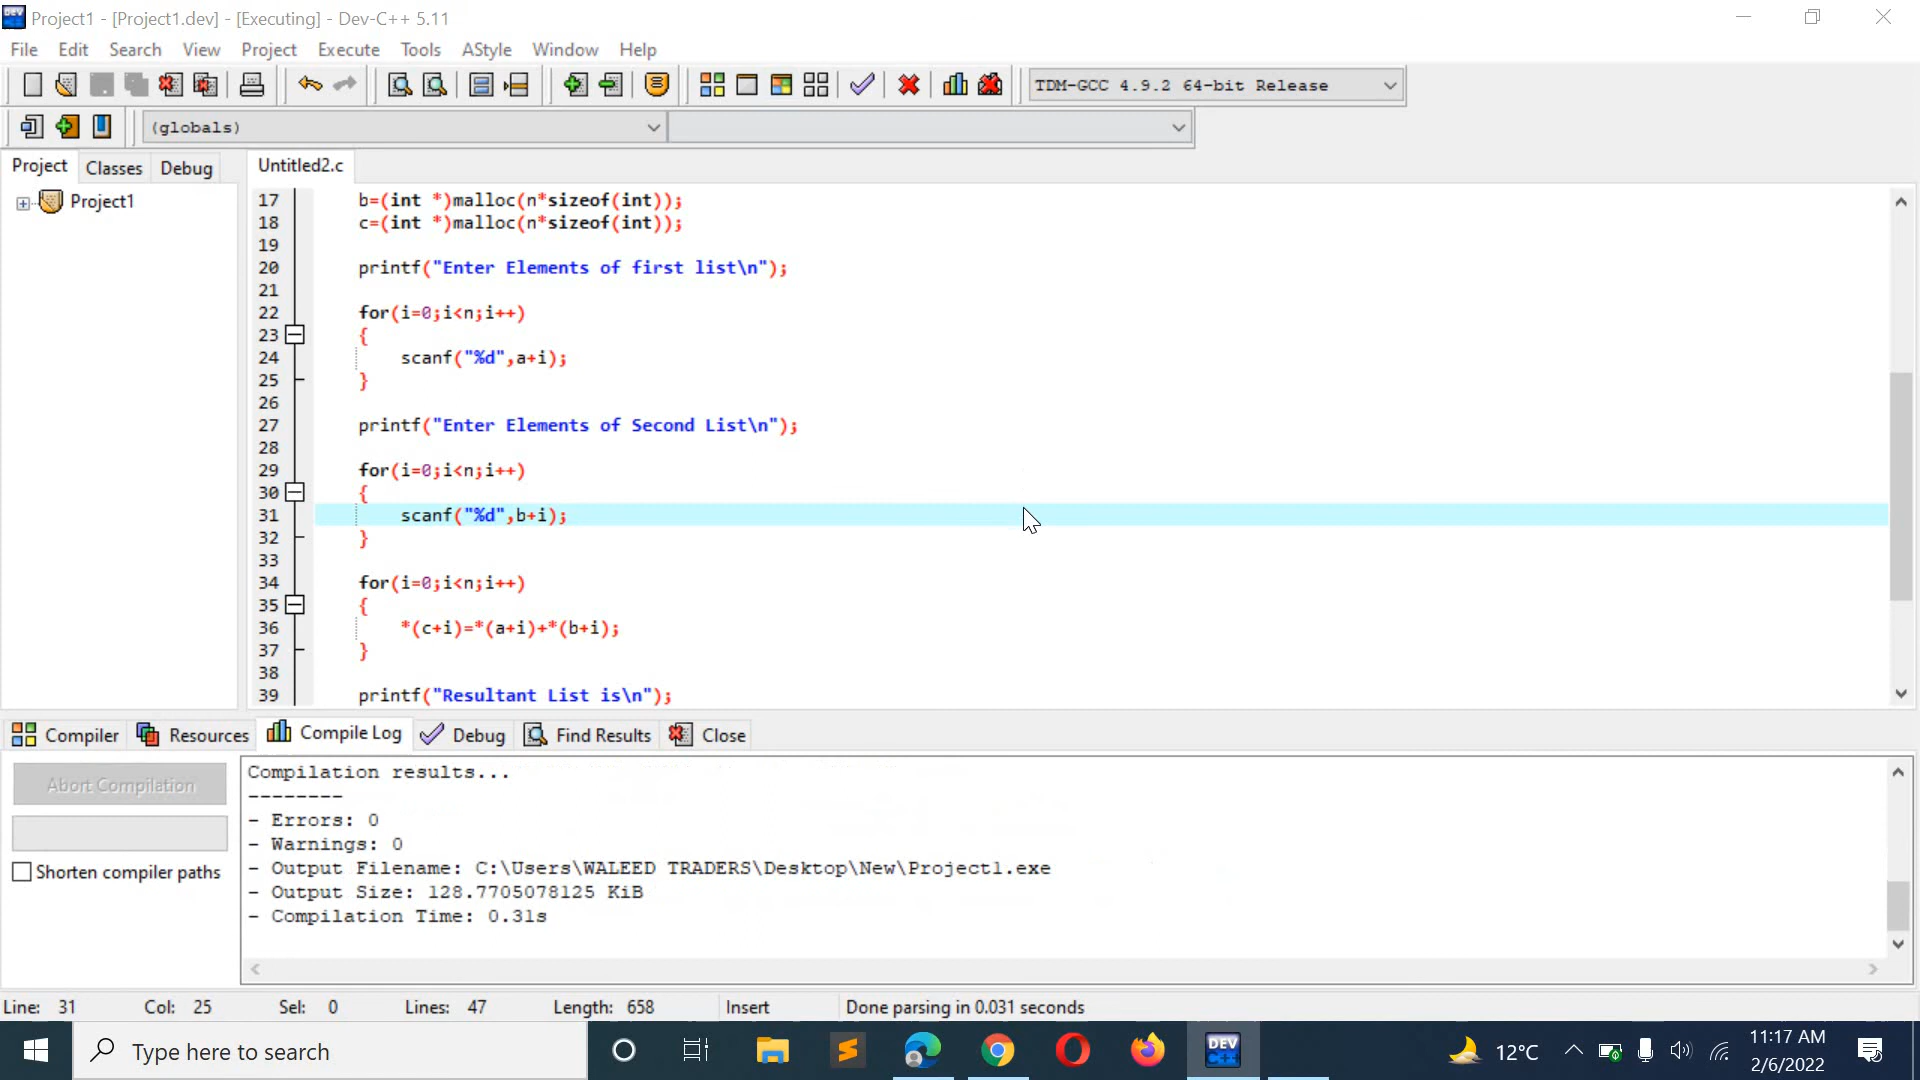 Project1 - [Project1.dev] - [Executing] - Dev-C++ 5.11
File Edit Search View Project Execute Tools AStyle Window Help
TDM-GCC 4.9.2 64-bit Release
(globals)
Project Classes Debug
Untitled2.c
Project1
17 b=(int *)malloc(n*sizeof(int));
18 c=(int *)malloc(n*sizeof(int));
19
20 printf("Enter Elements of first list\n");
21
22 for(i=0;i<n;i++)
23 {
24 scanf("%d",a+i);
25 }
26
27 printf("Enter Elements of Second List\n");
28
29 for(i=0;i<n;i++)
30 {
31 scanf("%d",b+i);
32 }
33
34 for(i=0;i<n;i++)
35 {
36 *(c+i)=*(a+i)+*(b+i);
37 }
38
39 printf("Resultant List is\n");
Compiler Resources Compile Log Debug Find Results Close
Abort Compilation
Shorten compiler paths
Compilation results...
--------
- Errors: 0
- Warnings: 0
- Output Filename: C:\Users\WALEED TRADERS\Desktop\New\Project1.exe
- Output Size: 128.7705078125 KiB
- Compilation Time: 0.31s
Line: 31 Col: 25 Sel: 0 Lines: 47 Length: 658 Insert Done parsing in 0.031 seconds
Type here to search
DEV
C++
12°C
11:17 AM
2/6/2022